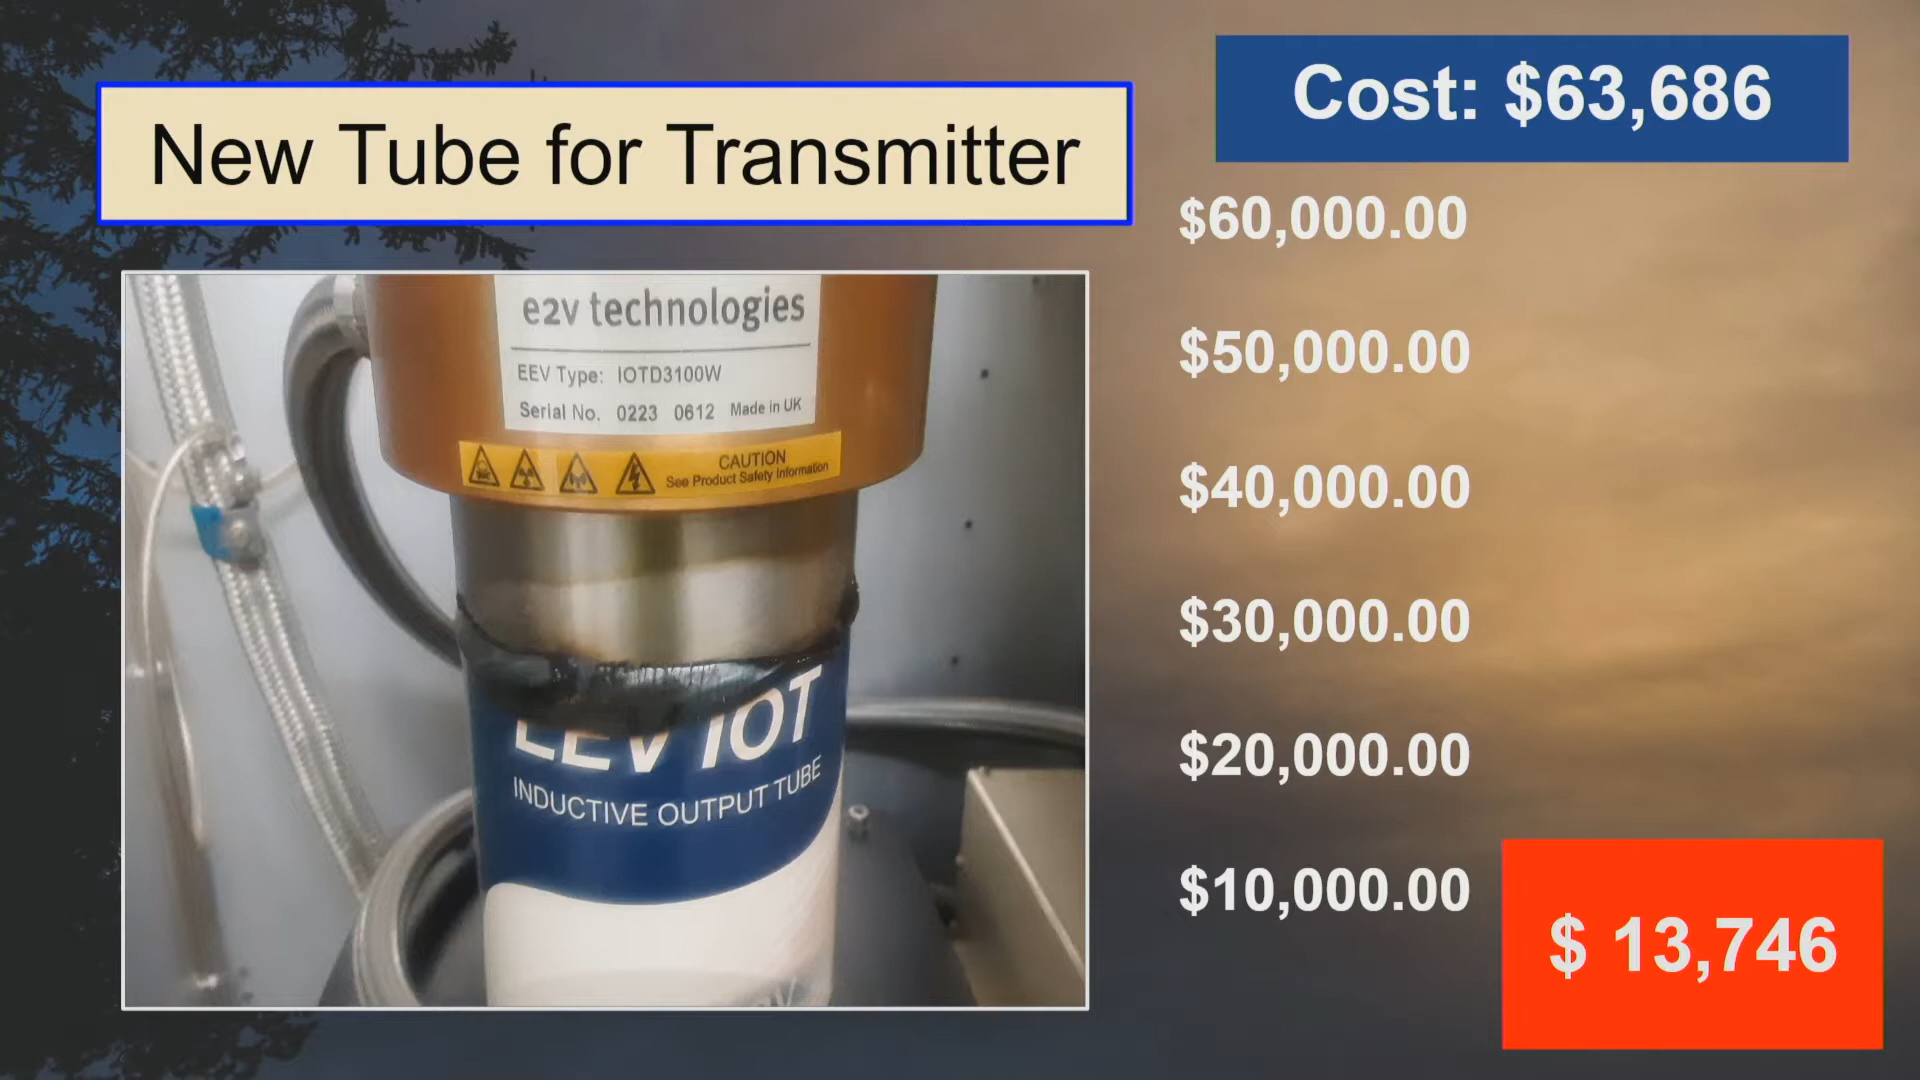 New Tube for Transmitter
Cost: $63,686
$60,000.00
$50,000.00
$40,000.00
$30,000.00
$20,000.00
$10,000.00
$ 13,746
e2v technologies
EEV Type: IOTD3100W
Serial No. 0223 0612 Made in UK
CAUTION
See Product Safety Information
EEV IOT
INDUCTIVE OUTPUT TUBE